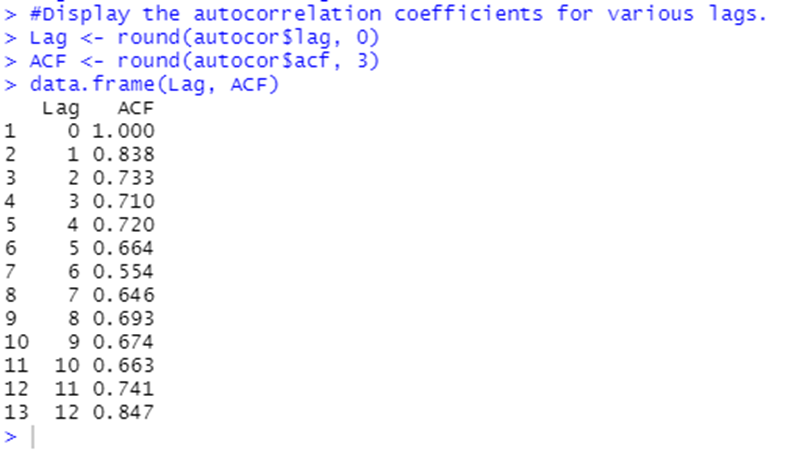 > #Display the autocorrelation coefficients for various lags.
> Lag <- round(autocor$lag, 0)
> ACF <- round(autocor$acf, 3)
> data.frame(Lag, ACF)
   Lag   ACF
1    0 1.000
2    1 0.838
3    2 0.733
4    3 0.710
5    4 0.720
6    5 0.664
7    6 0.554
8    7 0.646
9    8 0.693
10   9 0.674
11  10 0.663
12  11 0.741
13  12 0.847
>